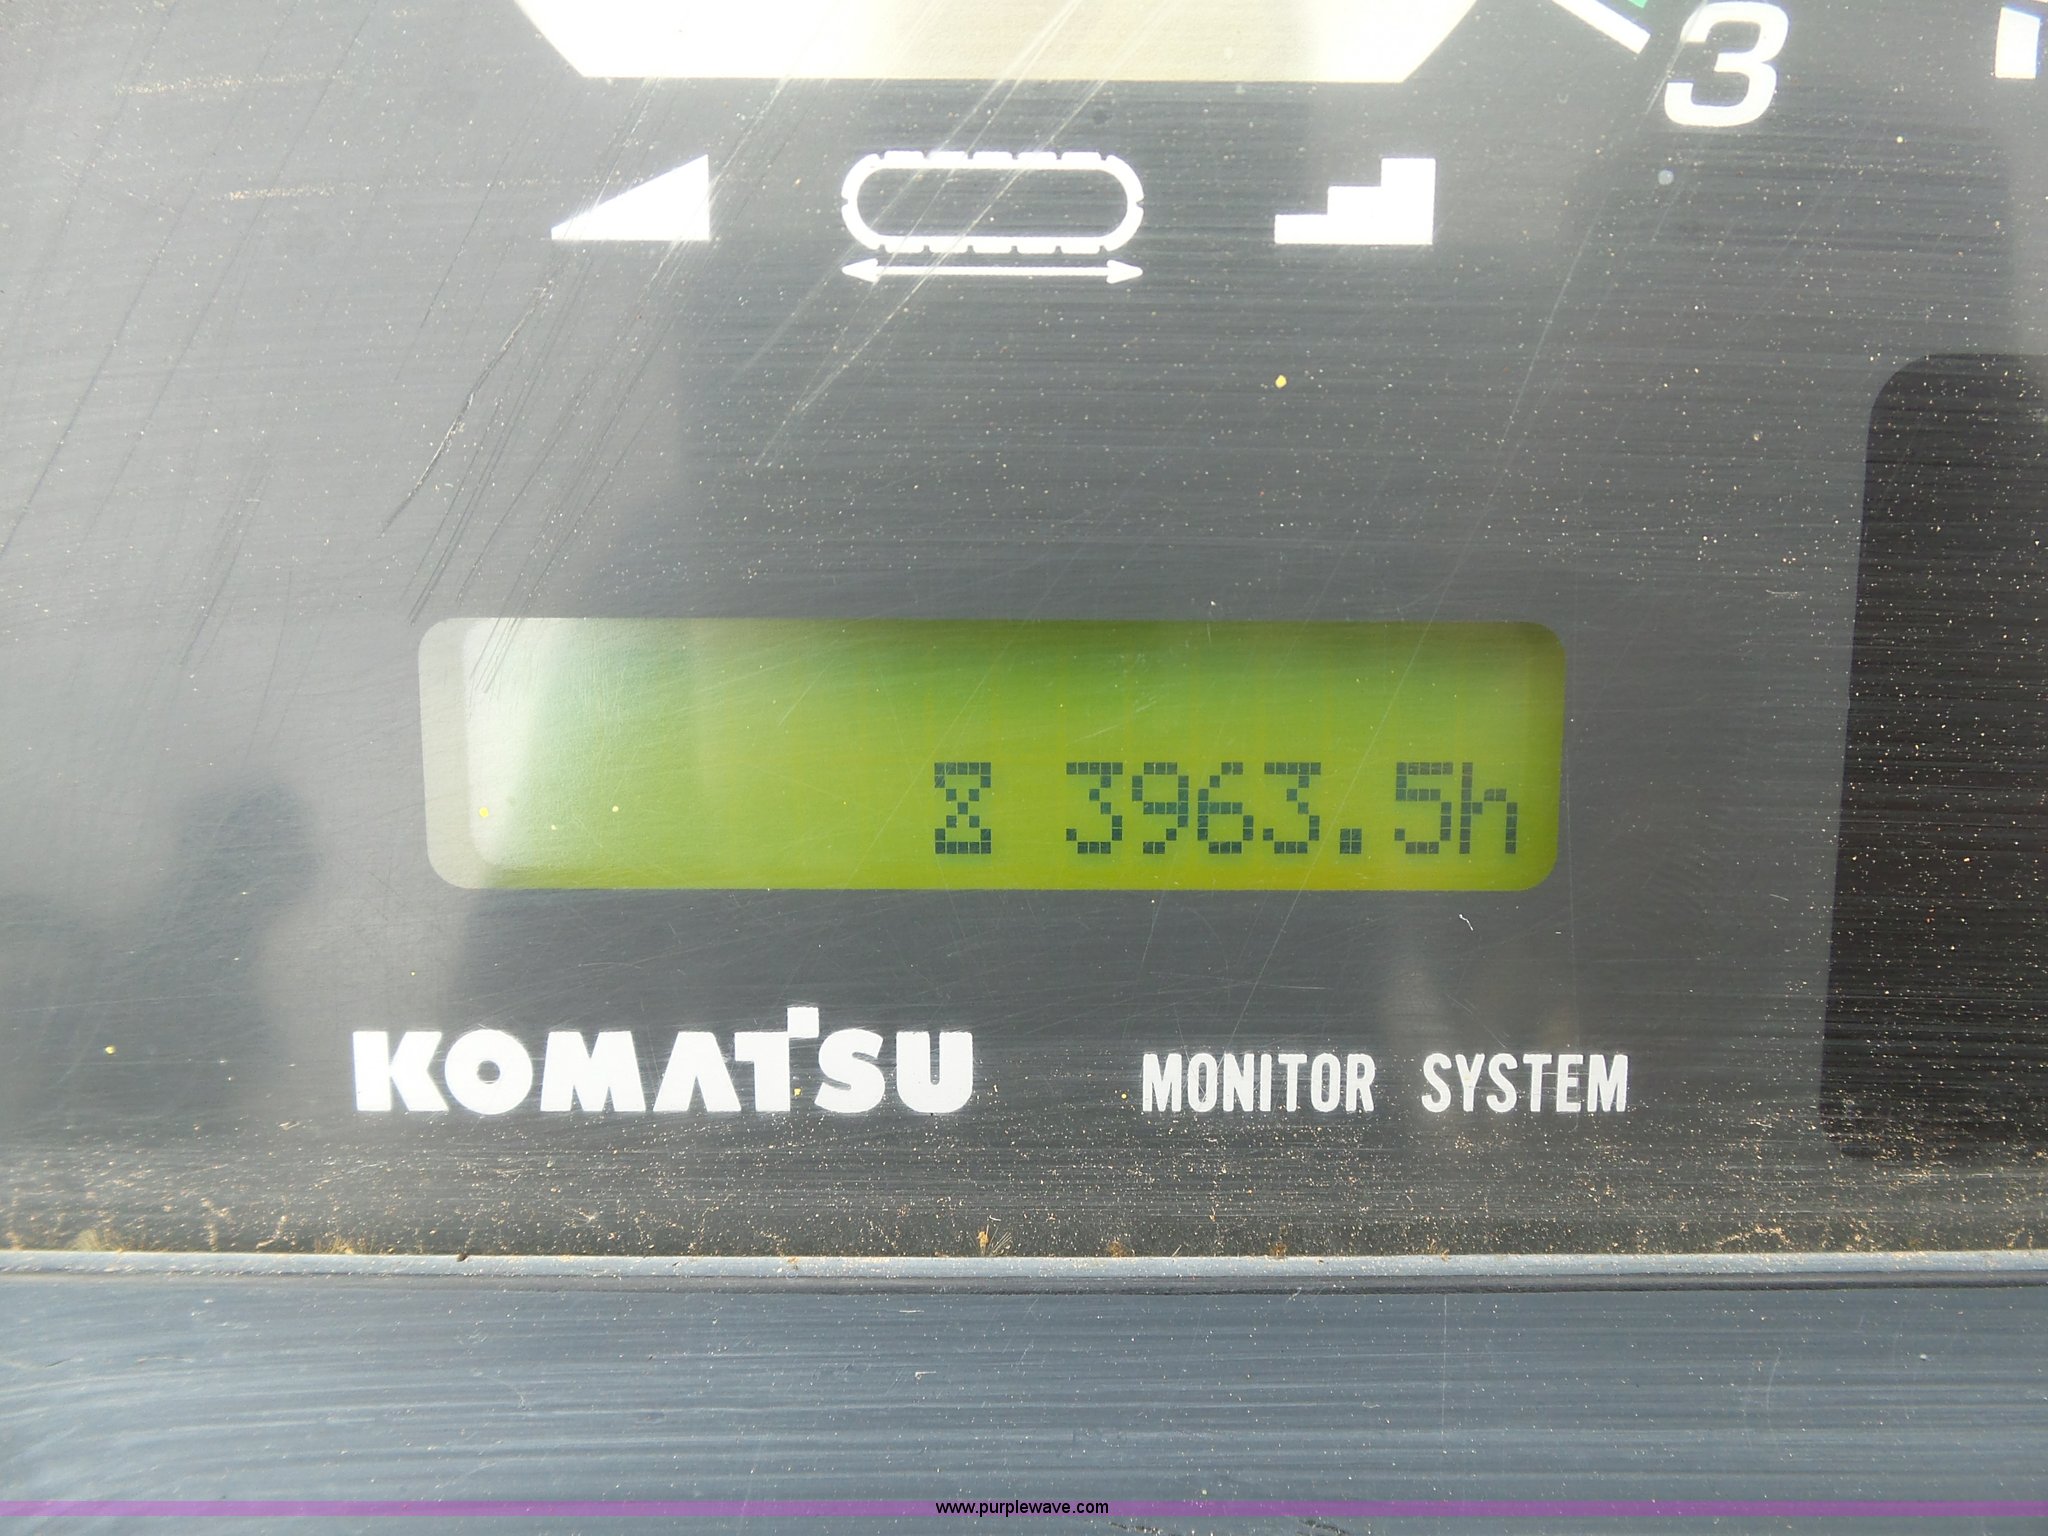 3
3963.5h
KOMATSU MONITOR SYSTEM
www.purplewave.com